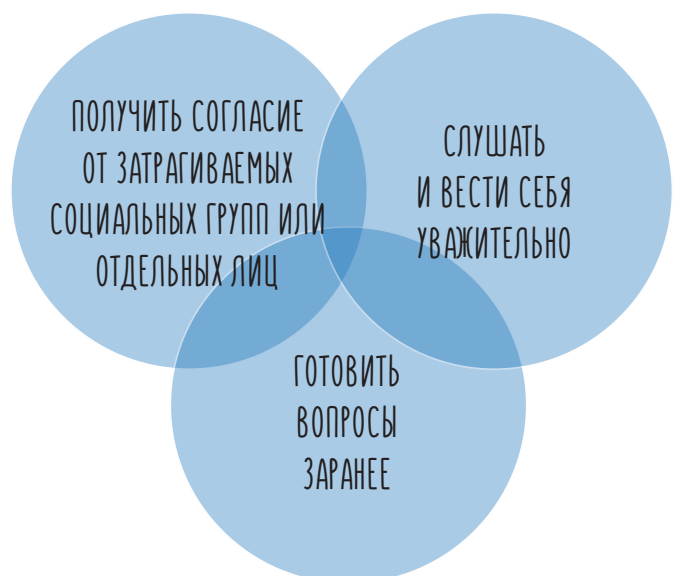 ПОЛУЧИТЬ СОГЛАСИЕ
ОТ ЗАТРАГИВАЕМЫХ
СОЦИАЛЬНЫХ ГРУПП ИЛИ
ОТДЕЛЬНЫХ ЛИЦ
СЛУШАТЬ
И ВЕСТИ СЕБЯ
УВАЖИТЕЛЬНО
ГОТОВИТЬ
ВОПРОСЫ
ЗАРАНЕЕ